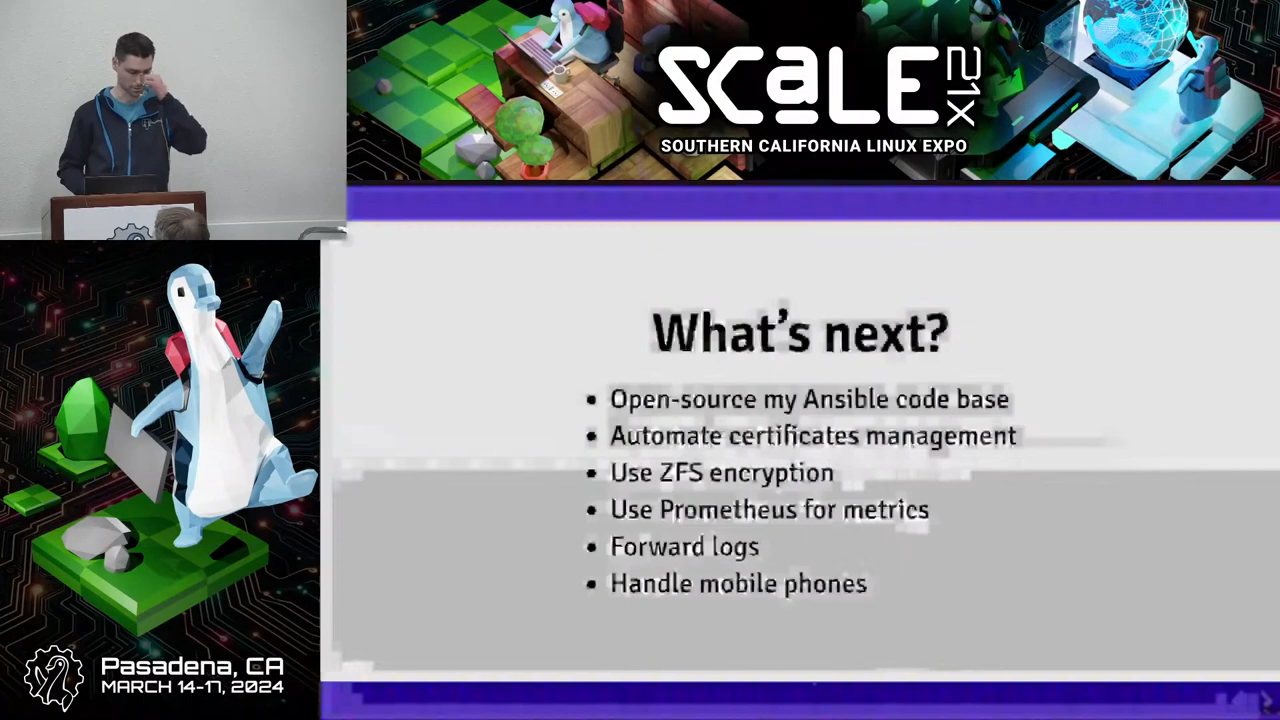 SCaLE 21x
SOUTHERN CALIFORNIA LINUX EXPO
What's next?
• Open-source my Ansible code base
• Automate certificates management
• Use ZFS encryption
• Use Prometheus for metrics
• Forward logs
• Handle mobile phones
Pasadena, CA
MARCH 14-17, 2024